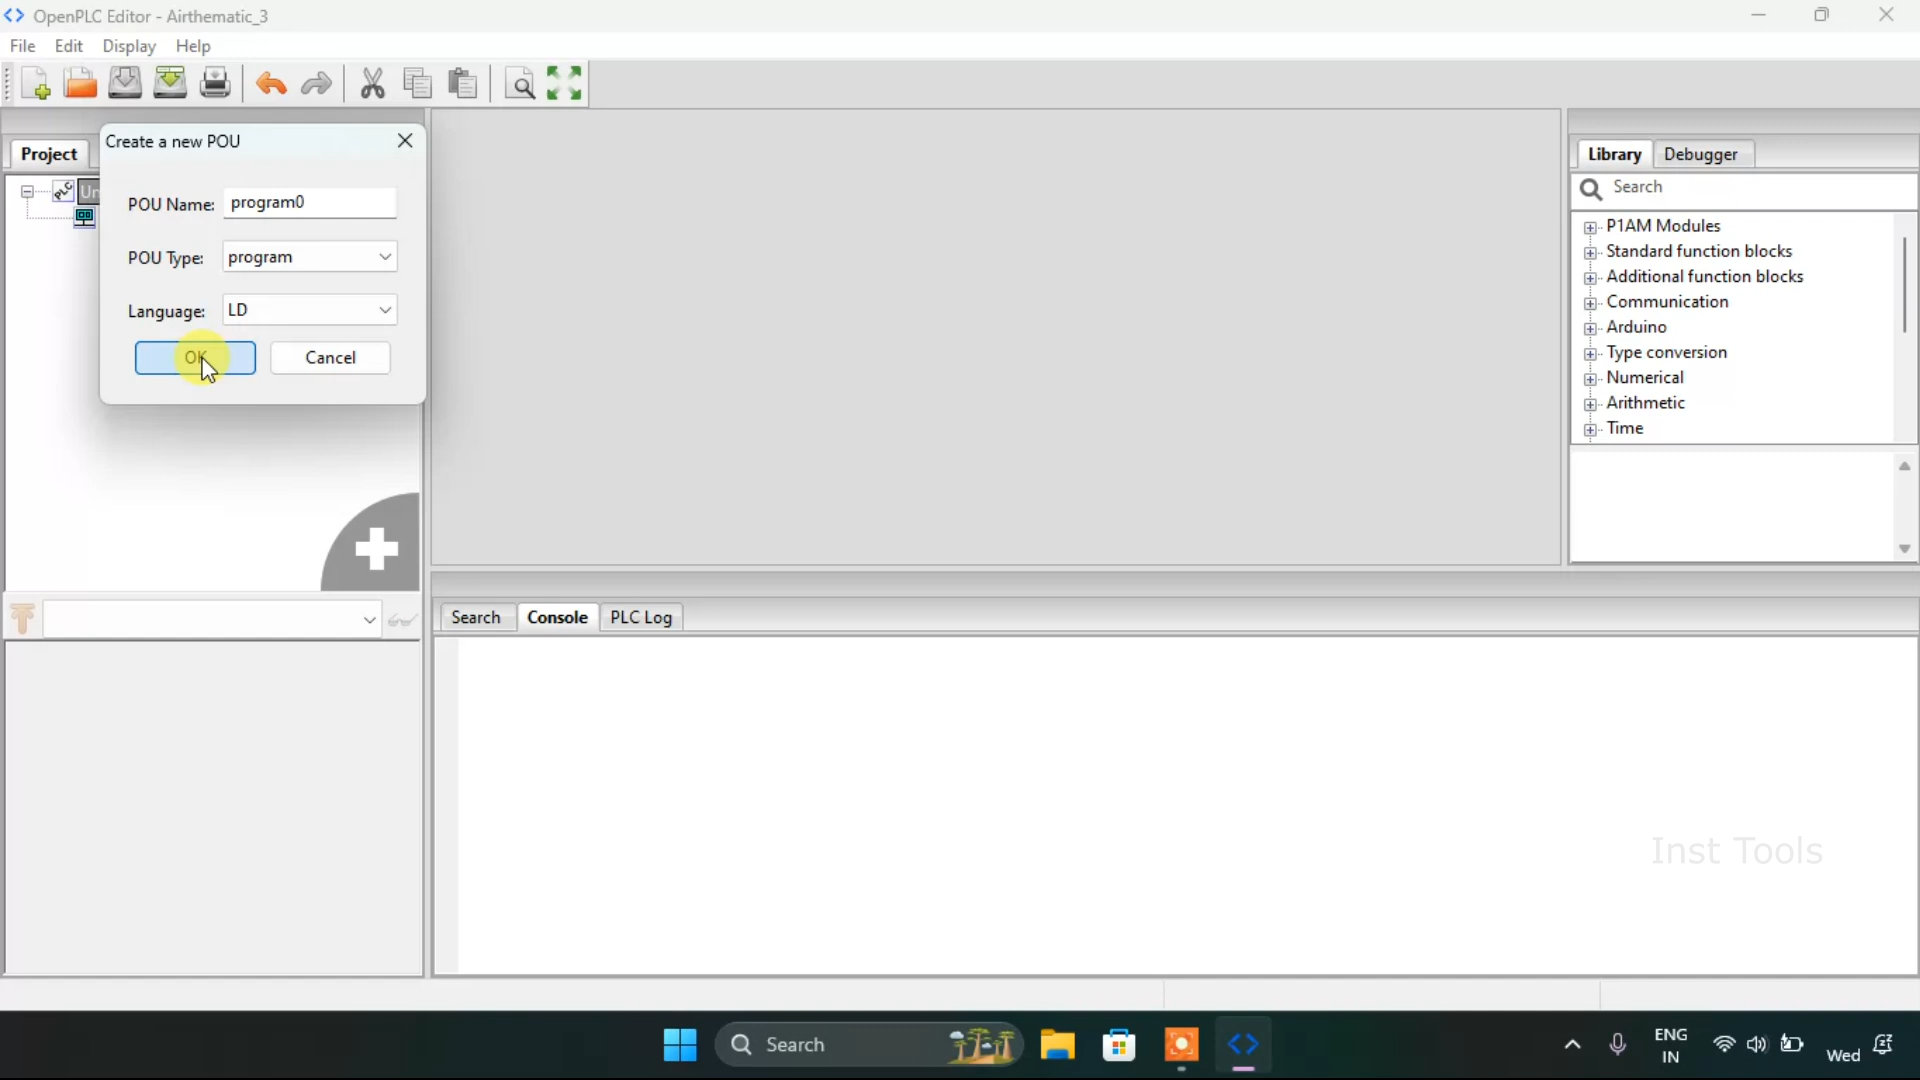 OpenPLC Editor - Airthematic_3
File Edit Display Help
Create a new POU
Project
PLC Un
POU Name: program0
POU Type: program
Language: LD
OK Cancel
Library Debugger
Search
P1AM Modules
Standard function blocks
Additional function blocks
Communication
Arduino
Type conversion
Numerical
Arithmetic
Time
Search Console PLC Log
Inst Tools
Search
ENG
IN
Wed